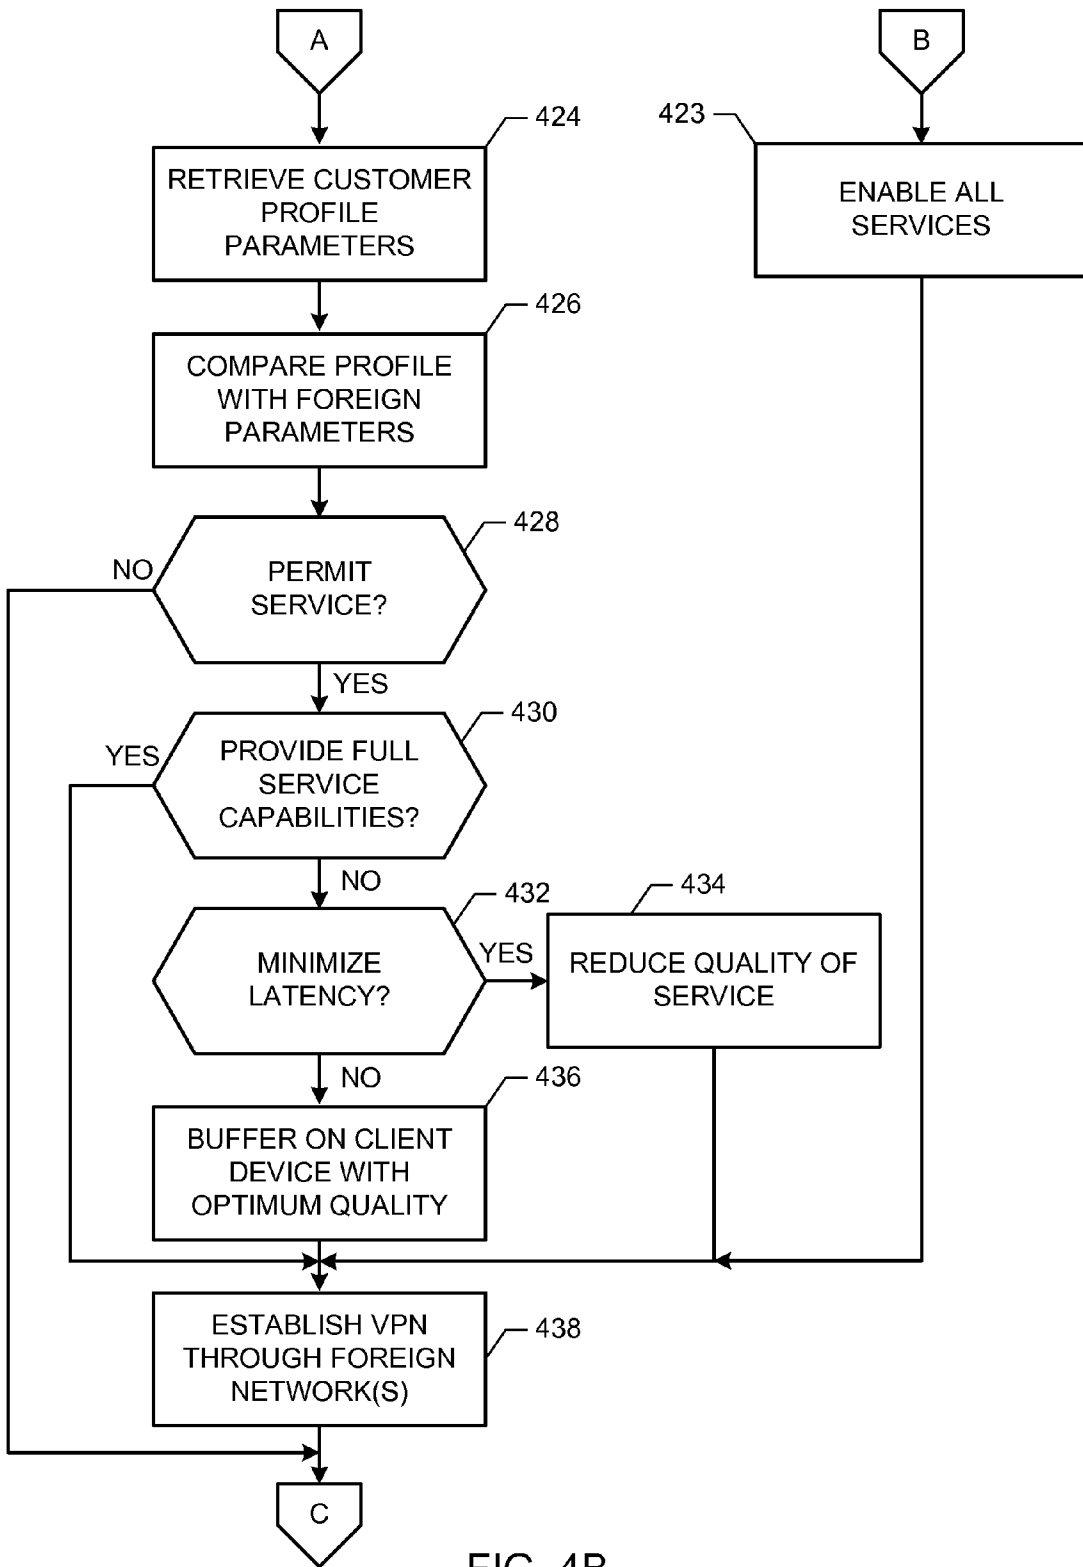 A
B
424
423
RETRIEVE CUSTOMER
PROFILE
PARAMETERS
ENABLE ALL
SERVICES
426
COMPARE PROFILE
WITH FOREIGN
PARAMETERS
428
NO
PERMIT
SERVICE?
YES
430
YES
PROVIDE FULL
SERVICE
CAPABILITIES?
NO
432
434
MINIMIZE
LATENCY?
YES
REDUCE QUALITY OF
SERVICE
NO
436
BUFFER ON CLIENT
DEVICE WITH
OPTIMUM QUALITY
ESTABLISH VPN
THROUGH FOREIGN
NETWORK(S)
438
C
FIG. 4B